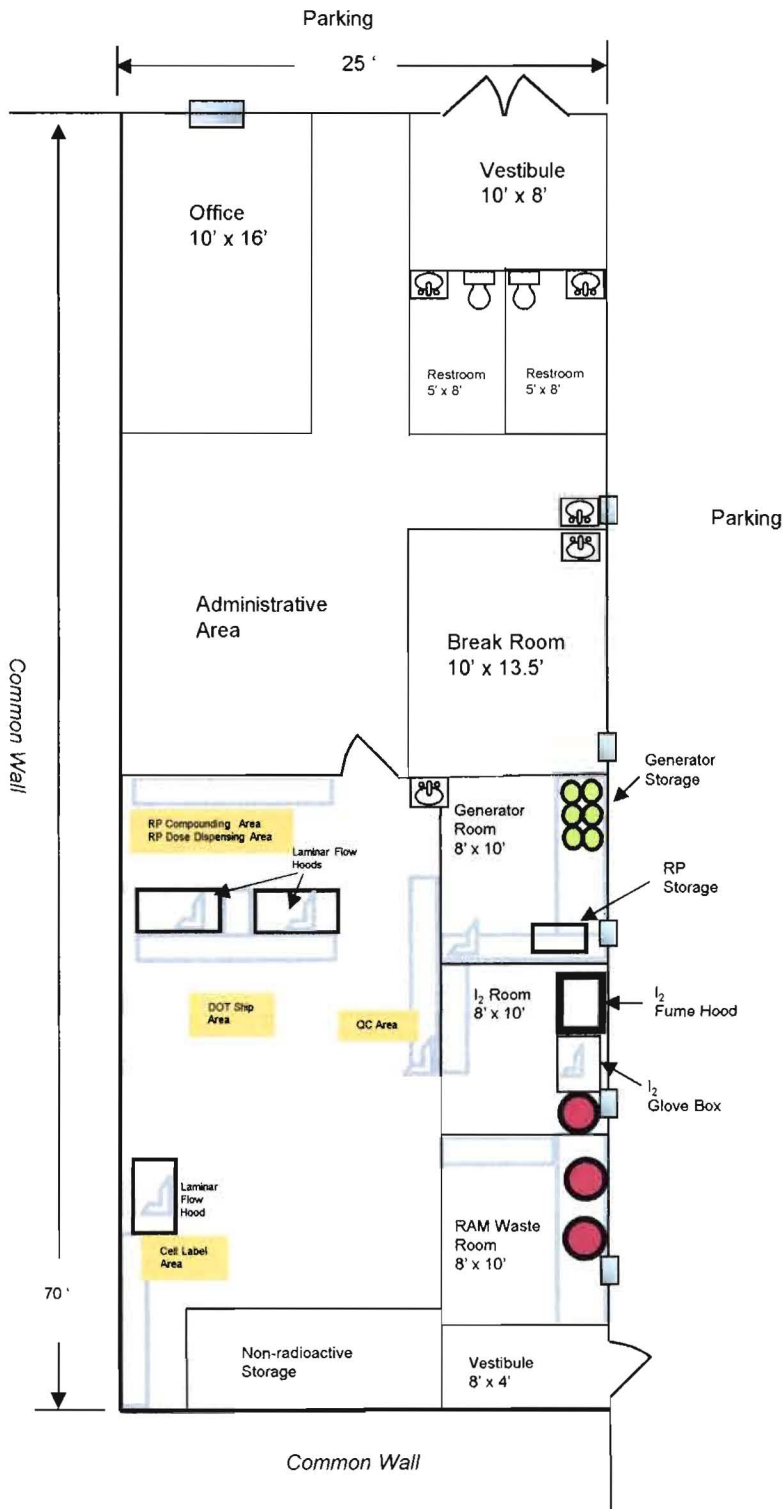 Parking
25 ‘
Vestibule
10’ x 8’
Office
10’ x 16’
Restroom
5’ x 8’
Restroom
5’ x 8’
Parking
Administrative
Area
Break Room
10’ x 13.5’
Common Wall
Generator
Storage
Generator
Room
8’ x 10’
RP Compounding Area
RP Dose Dispensing Area
Laminar Flow
Hoods
RP
Storage
I₂ Room
8’ x 10’
I₂
Fume Hood
DOT Ship
Area
QC Area
I₂
Glove Box
Laminar
Flow
Hood
RAM Waste
Room
8’ x 10’
Cell Label
Area
70 ‘
Non-radioactive
Storage
Vestibule
8’ x 4’
Common Wall